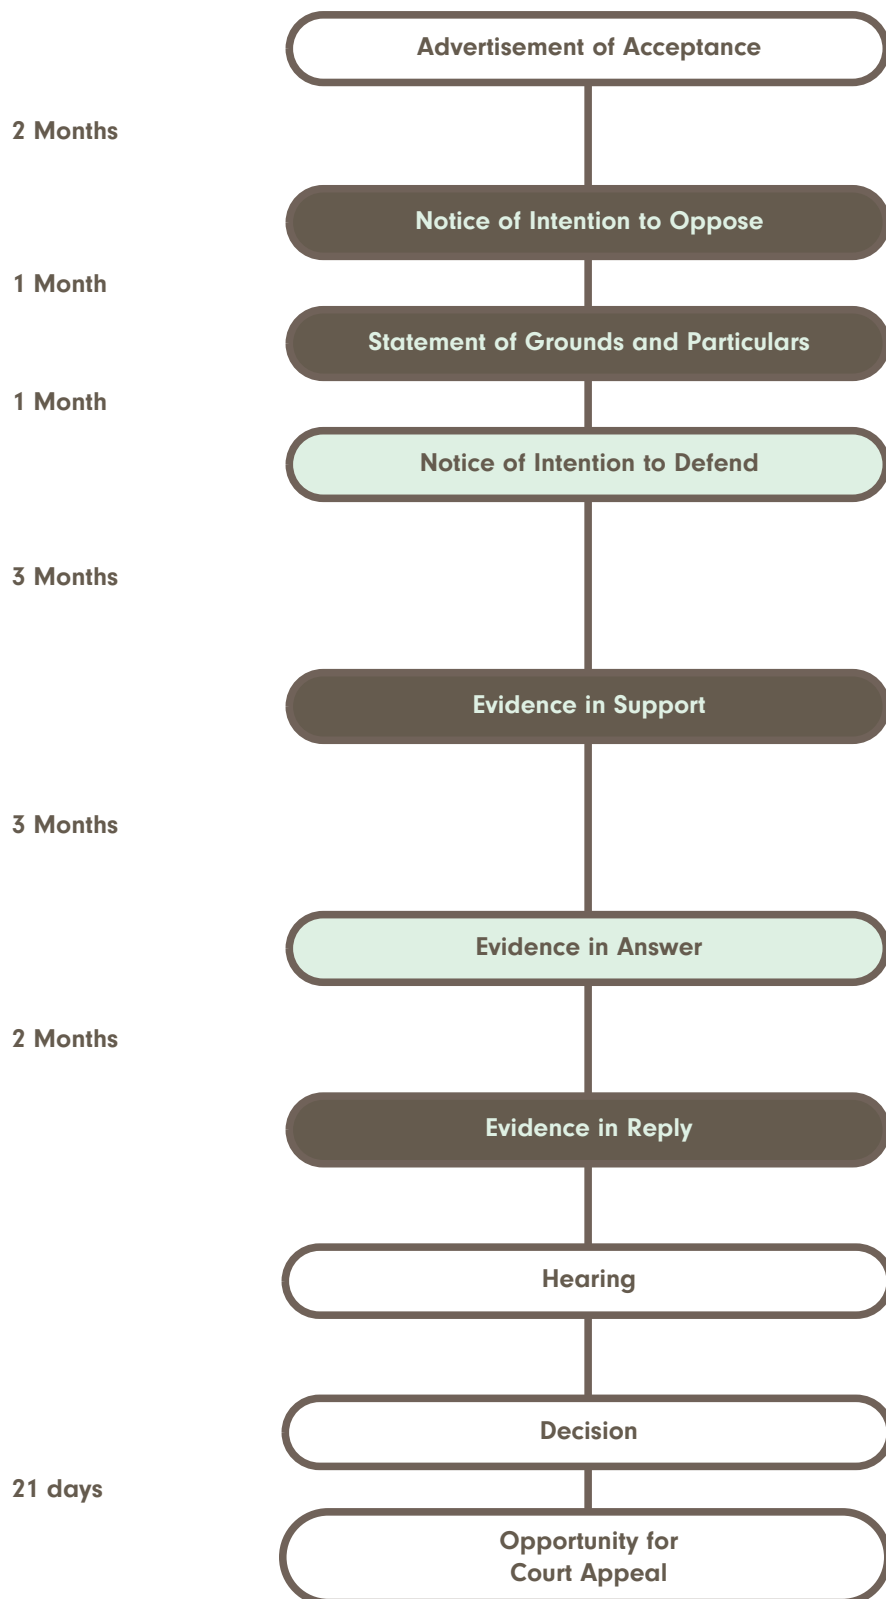 Advertisement of Acceptance
2 Months
Notice of Intention to Oppose
1 Month
Statement of Grounds and Particulars
1 Month
Notice of Intention to Defend
3 Months
Evidence in Support
3 Months
Evidence in Answer
2 Months
Evidence in Reply
Hearing
Decision
21 days
Opportunity for
Court Appeal